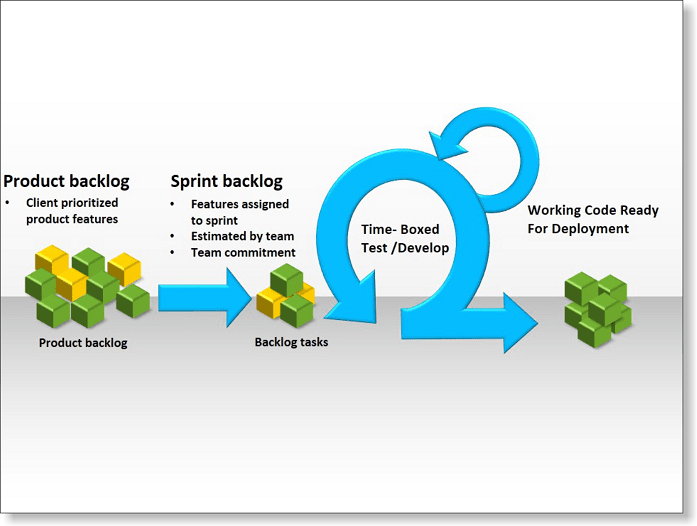 Product backlog
• Client prioritized
product features
Sprint backlog
• Features assigned
to sprint
• Estimated by team
• Team commitment
Time- Boxed
Test /Develop
Working Code Ready
For Deployment
Product backlog
Backlog tasks